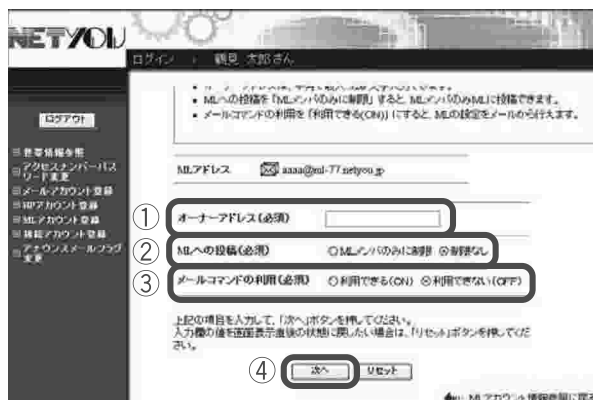 NETYOU
ログイン › 鶴見 太郎さん
ログアウト
・MLへの投稿を「MLメンバのみに制限」すると、MLメンバのみMLに投稿できます。
・メールコマンドの利用を「利用できる(ON)」にすると、MLの設定をメールから行えます。
登録情報参照
アクセスナンバーパスワード変更
メールアカウント登録
HPアカウント登録
MLアカウント登録
接続アカウント登録
アナウンスメールフラグ変更
MLアドレス aaaa@ml-77.netyou.jp
① オーナーアドレス(必須)
② MLへの投稿(必須) ○MLメンバのみに制限 ◎制限なし
③ メールコマンドの利用(必須) ○利用できる(ON) ◎利用できない(OFF)
上記の項目を入力して、「次へ」ボタンを押してください。
入力欄の値を画面表示直後の状態に戻したい場合は、「リセット」ボタンを押してくだ
さい。
④ 次へ リセット